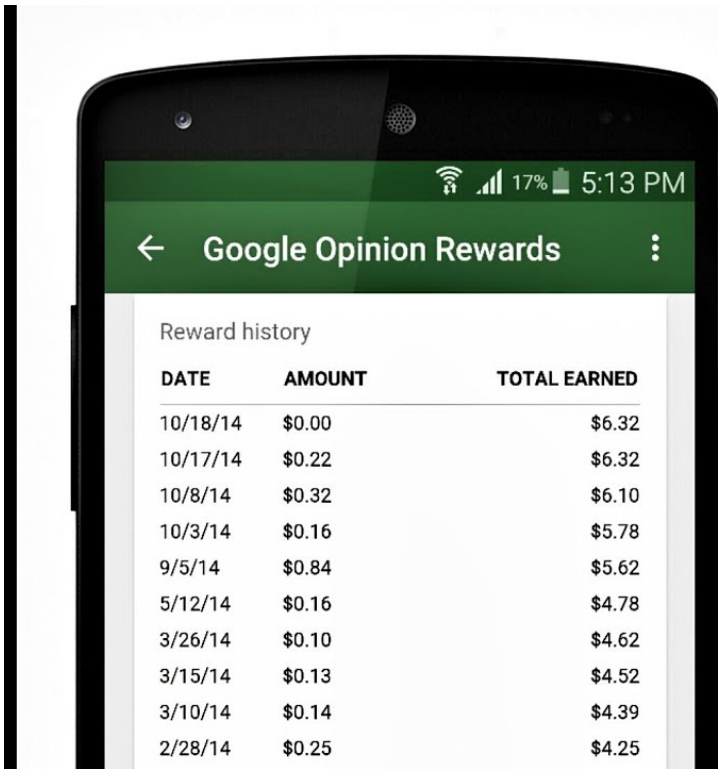 17% 5:13 PM
Google Opinion Rewards
Reward history
DATE AMOUNT TOTAL EARNED
10/18/14 $0.00 $6.32
10/17/14 $0.22 $6.32
10/8/14 $0.32 $6.10
10/3/14 $0.16 $5.78
9/5/14 $0.84 $5.62
5/12/14 $0.16 $4.78
3/26/14 $0.10 $4.62
3/15/14 $0.13 $4.52
3/10/14 $0.14 $4.39
2/28/14 $0.25 $4.25